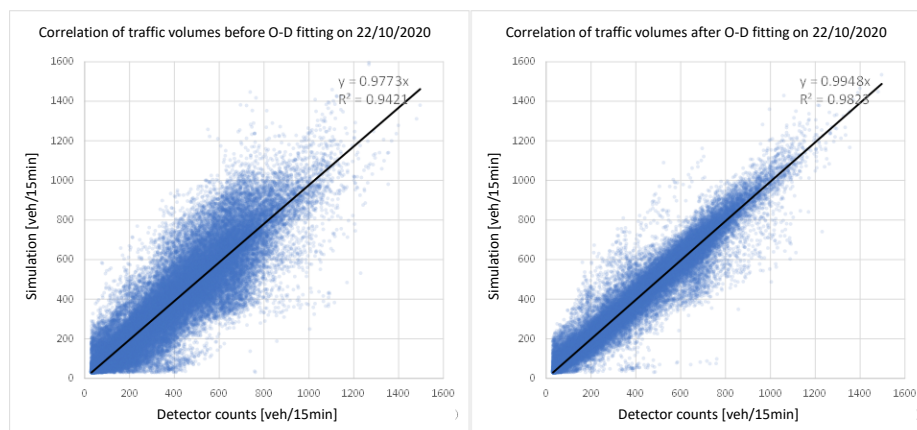 Correlation of traffic volumes before O-D fitting on 22/10/2020
1600
1400
1200
1000
800
600
400
200
0
0 200 400 600 800 1000 1200 1400 1600
y = 0.9773x
R² = 0.9421
Simulation [veh/15min]
Detector counts [veh/15min]
)
Correlation of traffic volumes after O-D fitting on 22/10/2020
1600
1400
1200
1000
800
600
400
200
0
0 200 400 600 800 1000 1200 1400 1600
y = 0.9948x
R² = 0.9823
Simulation [veh/15min]
Detector counts [veh/15min]